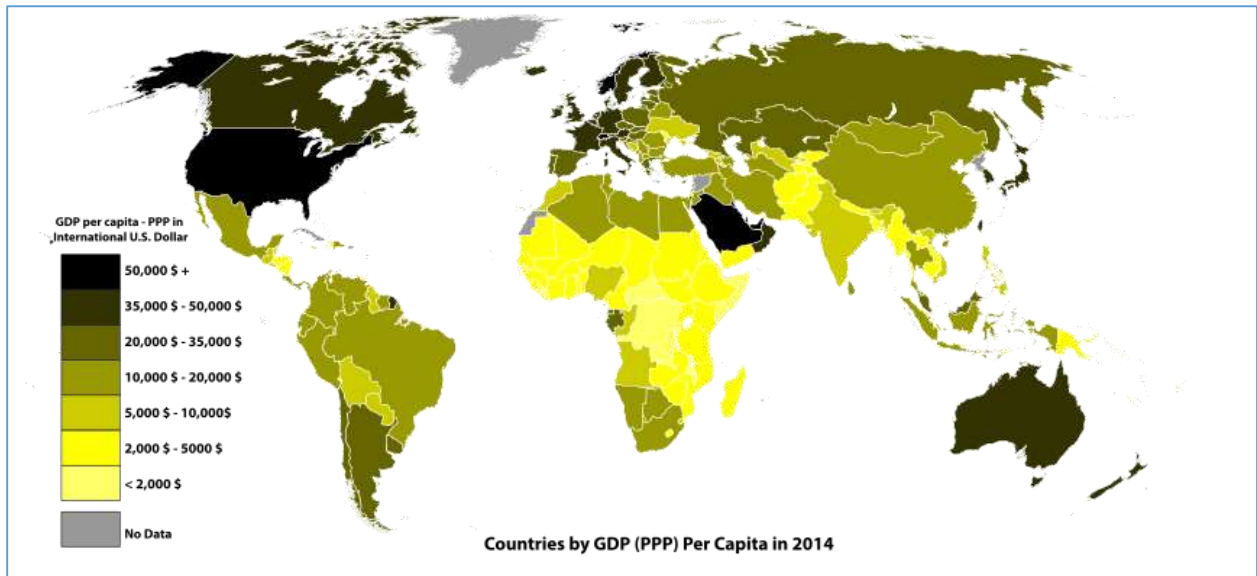 GDP per capita - PPP in
International U.S. Dollar
50,000 $ +
35,000 $ - 50,000 $
20,000 $ - 35,000 $
10,000 $ - 20,000 $
5,000 $ - 10,000$
2,000 $ - 5000 $
< 2,000 $
No Data
Countries by GDP (PPP) Per Capita in 2014